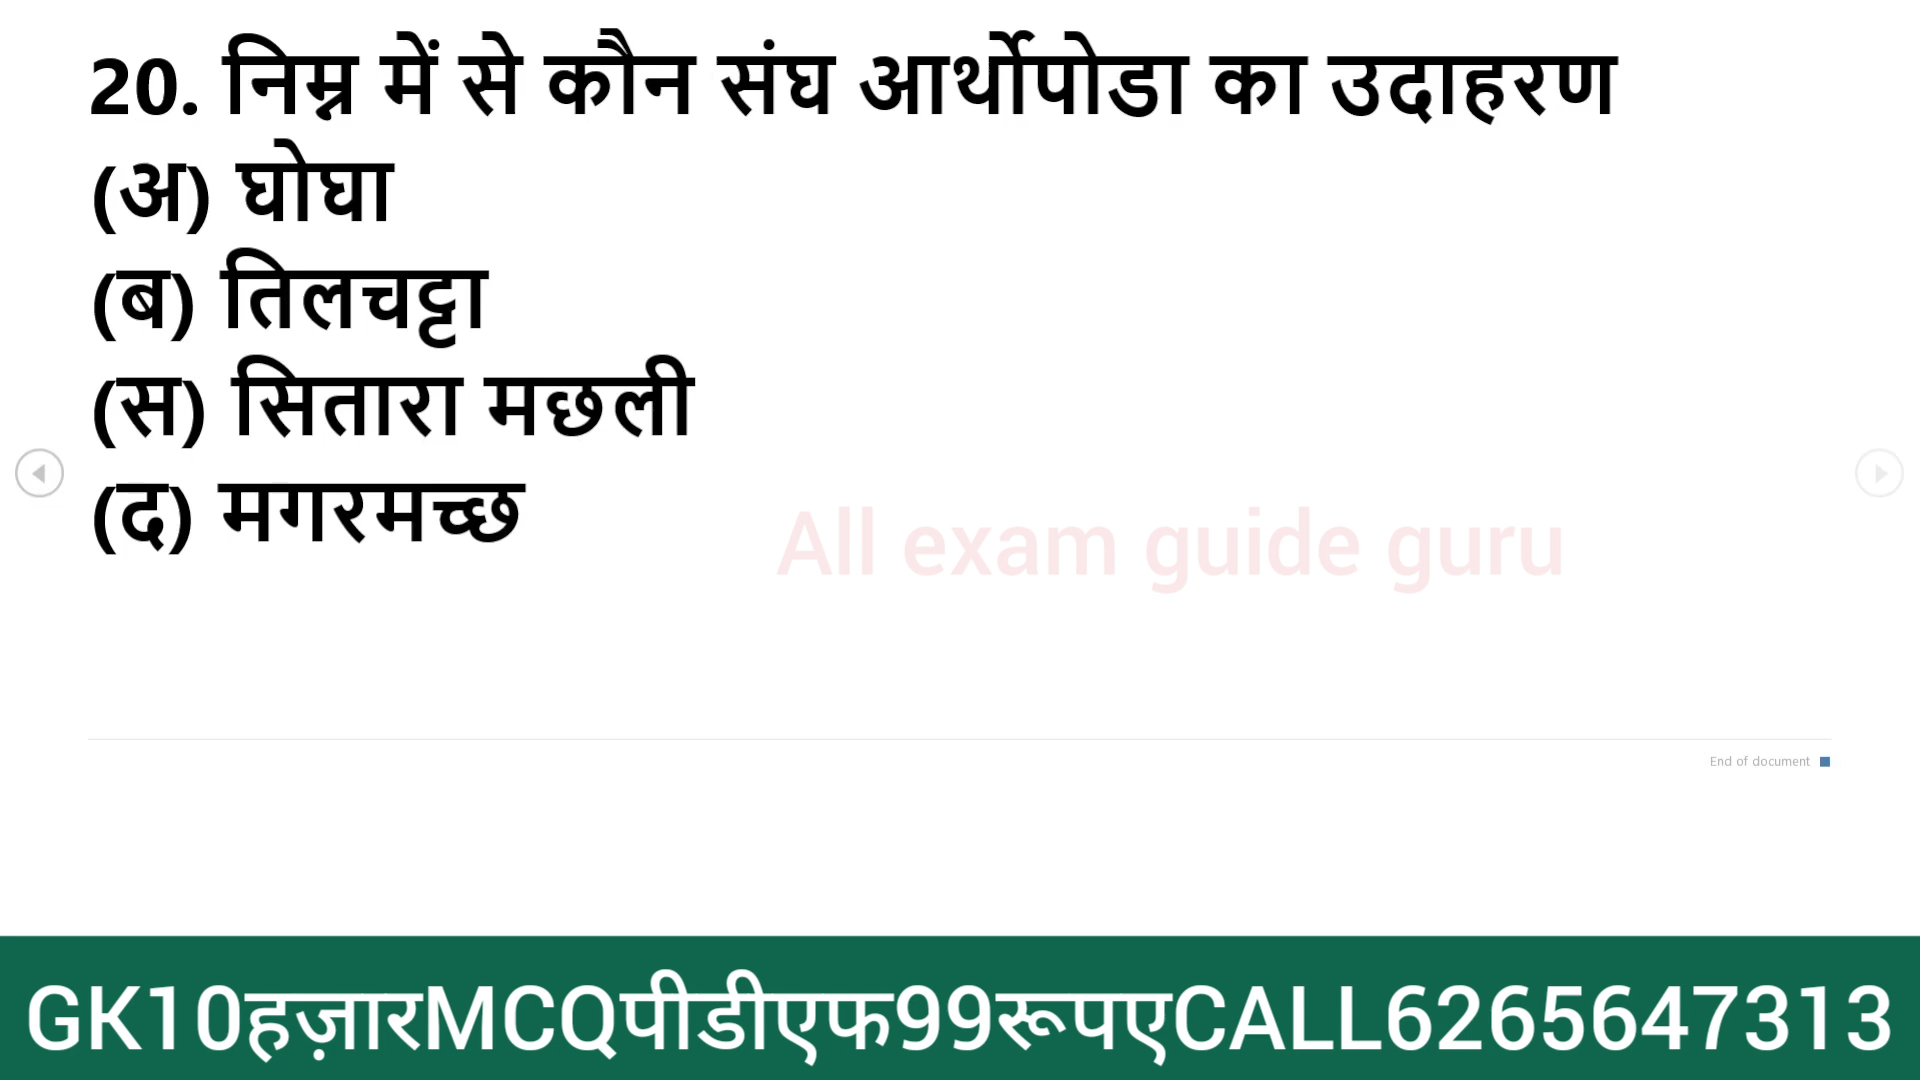 20. निम्न में से कौन संघ आर्थोपोडा का उदाहरण
(अ) घोघा
(ब) तिलचट्टा
(स) सितारा मछली
(द) मगरमच्छ
All exam guide guru
End of document
GK10हज़ारMCQपीडीएफ99रूपएCALL6265647313